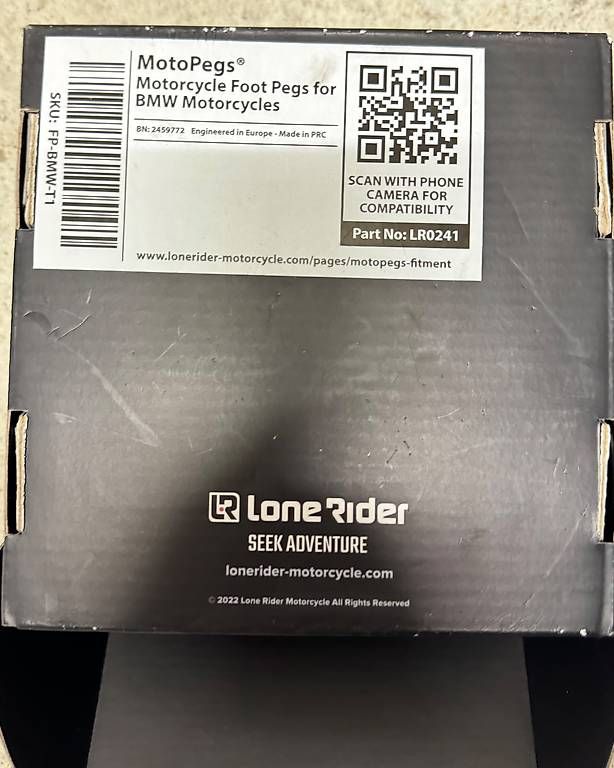 SKU: FP-BMW-T1
MotoPegs®
Motorcycle Foot Pegs for
BMW Motorcycles
BN: 2459772 Engineered in Europe - Made in PRC
SCAN WITH PHONE
CAMERA FOR
COMPATIBILITY
Part No: LR0241
www.lonerider-motorcycle.com/pages/motopegs-fitment
LR Lone Rider
SEEK ADVENTURE
lonerider-motorcycle.com
© 2022 Lone Rider Motorcycle All Rights Reserved